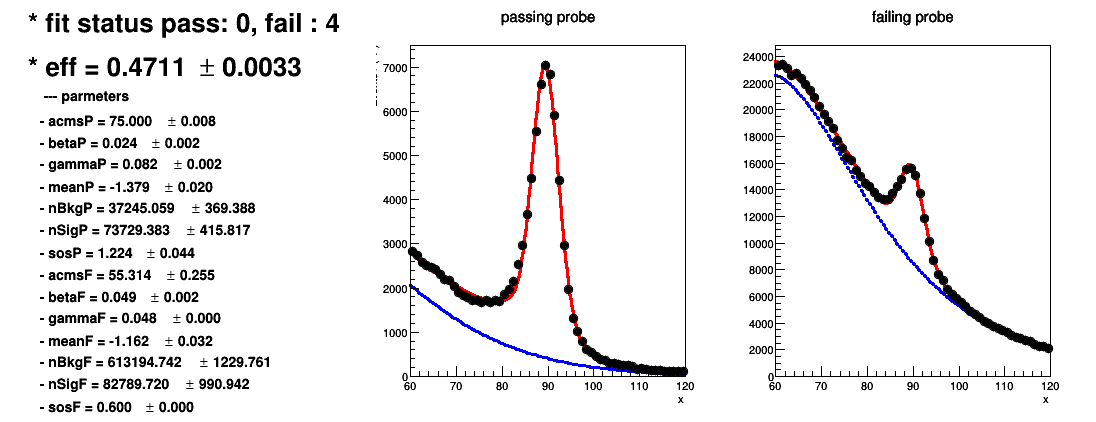 * fit status pass: 0, fail : 4
* eff = 0.4711 ± 0.0033
--- parmeters
- acmsP = 75.000 ± 0.008
- betaP = 0.024 ± 0.002
- gammaP = 0.082 ± 0.002
- meanP = -1.379 ± 0.020
- nBkgP = 37245.059 ± 369.388
- nSigP = 73729.383 ± 415.817
- sosP = 1.224 ± 0.044
- acmsF = 55.314 ± 0.255
- betaF = 0.049 ± 0.002
- gammaF = 0.048 ± 0.000
- meanF = -1.162 ± 0.032
- nBkgF = 613194.742 ± 1229.761
- nSigF = 82789.720 ± 990.942
- sosF = 0.600 ± 0.000
passing probe
7000
6000
5000
4000
3000
2000
1000
0
60 70 80 90 100 110 120
x
failing probe
24000
22000
20000
18000
16000
14000
12000
10000
8000
6000
4000
2000
0
60 70 80 90 100 110 120
x